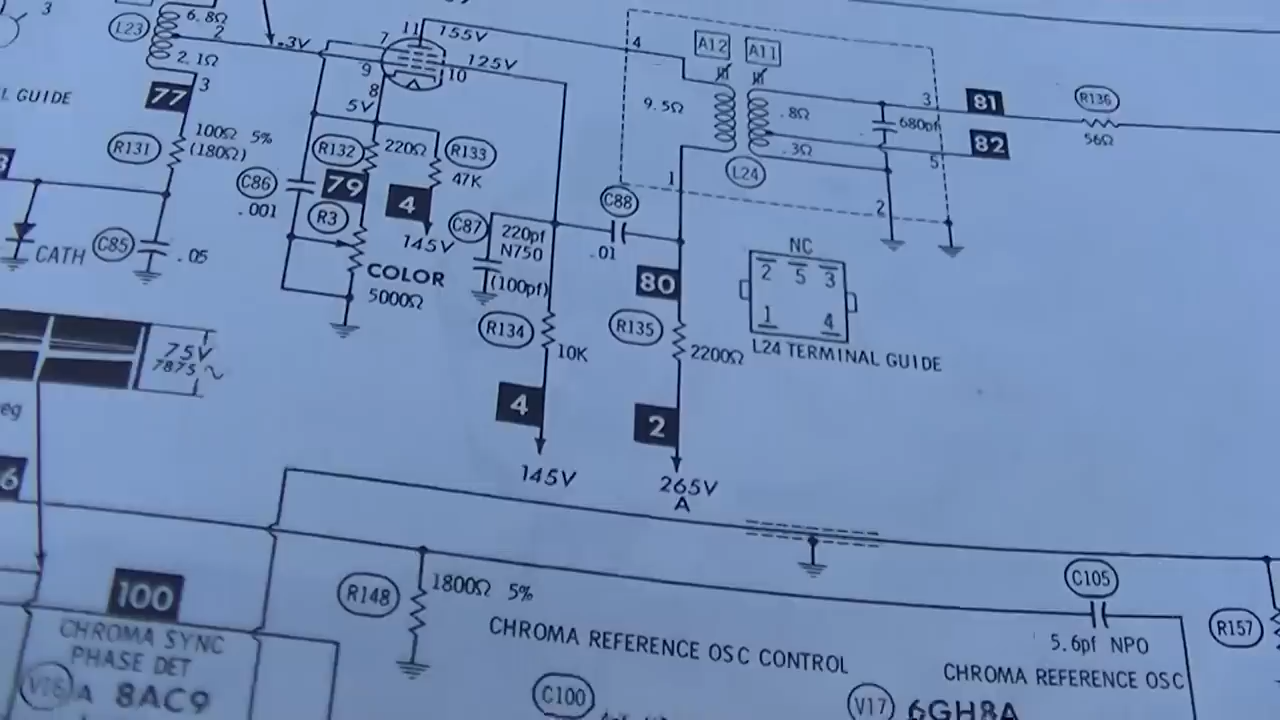 3
L23
6.8Ω
2
2.1Ω
3
77
L GUIDE
R131
100Ω 5%
(180Ω)
C85
.05
CATH
.3V
7
11
155V
9
10
125V
8
5V
R132
220Ω
R133
47K
C86
.001
79
R3
4
145V
COLOR
5000Ω
C87
220pf
N750
(100pf)
C88
.01
R134
10K
4
145V
80
R135
2200Ω
2
265V
A
4
A12
A11
9.5Ω
.8Ω
.3Ω
L24
1
680pf
3
5
2
81
82
R136
56Ω
NC
2 5 3
1 4
L24 TERMINAL GUIDE
75V
7875 ∿
eg
6
100
CHROMA SYNC
PHASE DET
A 8AC9
R148
1800Ω 5%
CHROMA REFERENCE OSC CONTROL
C100
C105
5.6pf NPO
R157
CHROMA REFERENCE OSC
V17 6GH8A